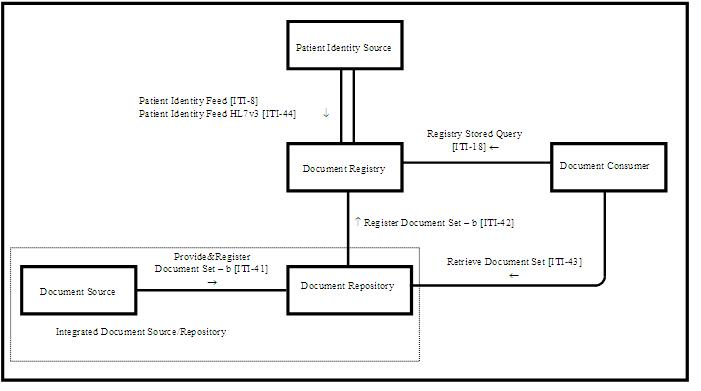 Patient Identity Source
Patient Identity Feed [ITI-8]
Patient Identity Feed HL7v3 [ITI-44] ↓
Registry Stored Query
[ITI-18] ←
Document Registry
Document Consumer
↑ Register Document Set – b [ITI-42]
Provide&Register
Document Set – b [ITI-41]
→
Retrieve Document Set [ITI-43]
←
Document Source
Document Repository
Integrated Document Source/Repository